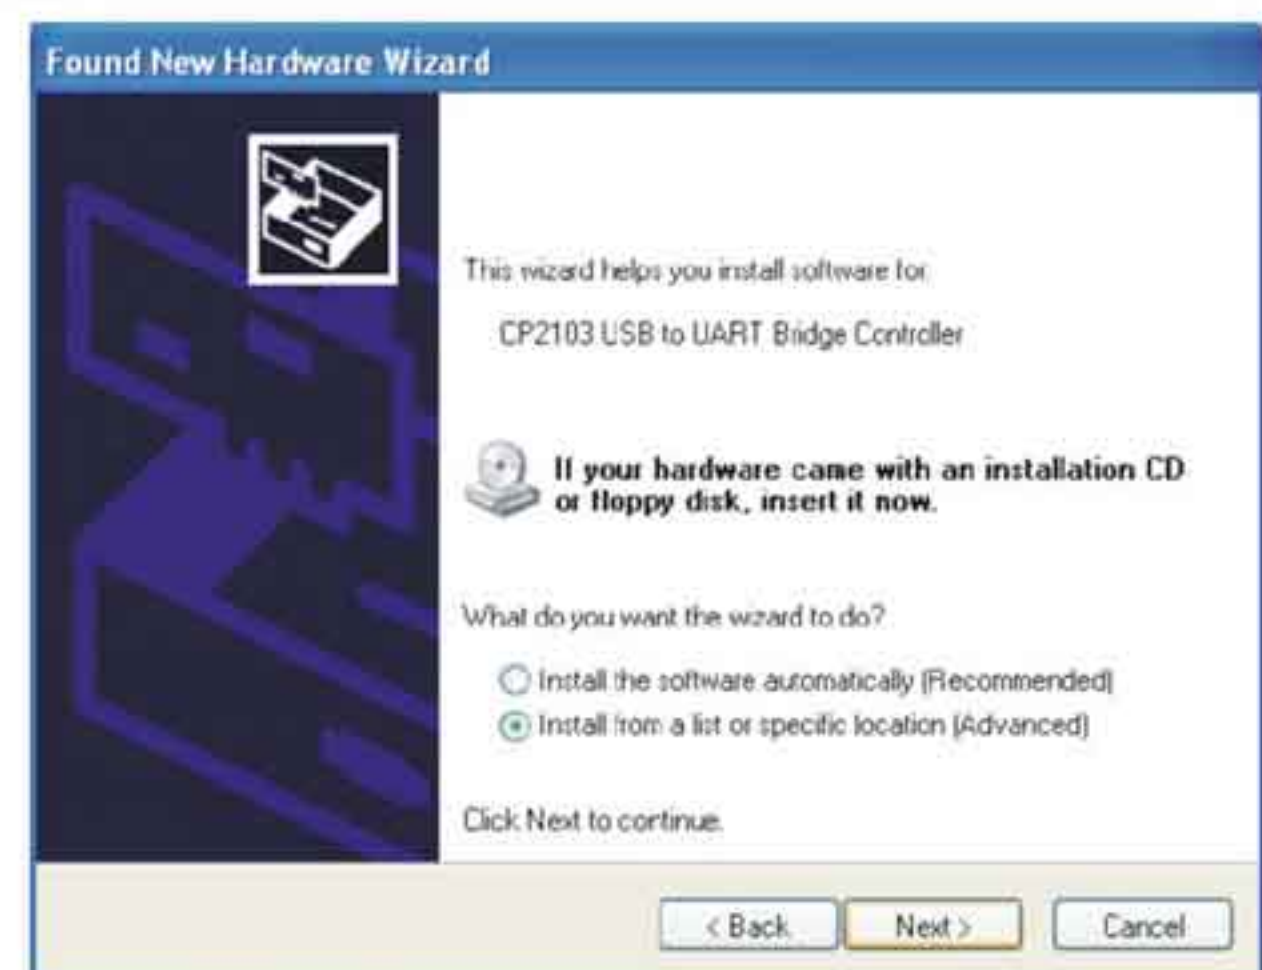 Found New Hardware Wizard
This wizard helps you install software for:
CP2103 USB to UART Bridge Controller
If your hardware came with an installation CD
or floppy disk, insert it now.
What do you want the wizard to do?
Install the software automatically (Recommended)
Install from a list or specific location (Advanced)
Click Next to continue.
< Back
Next >
Cancel